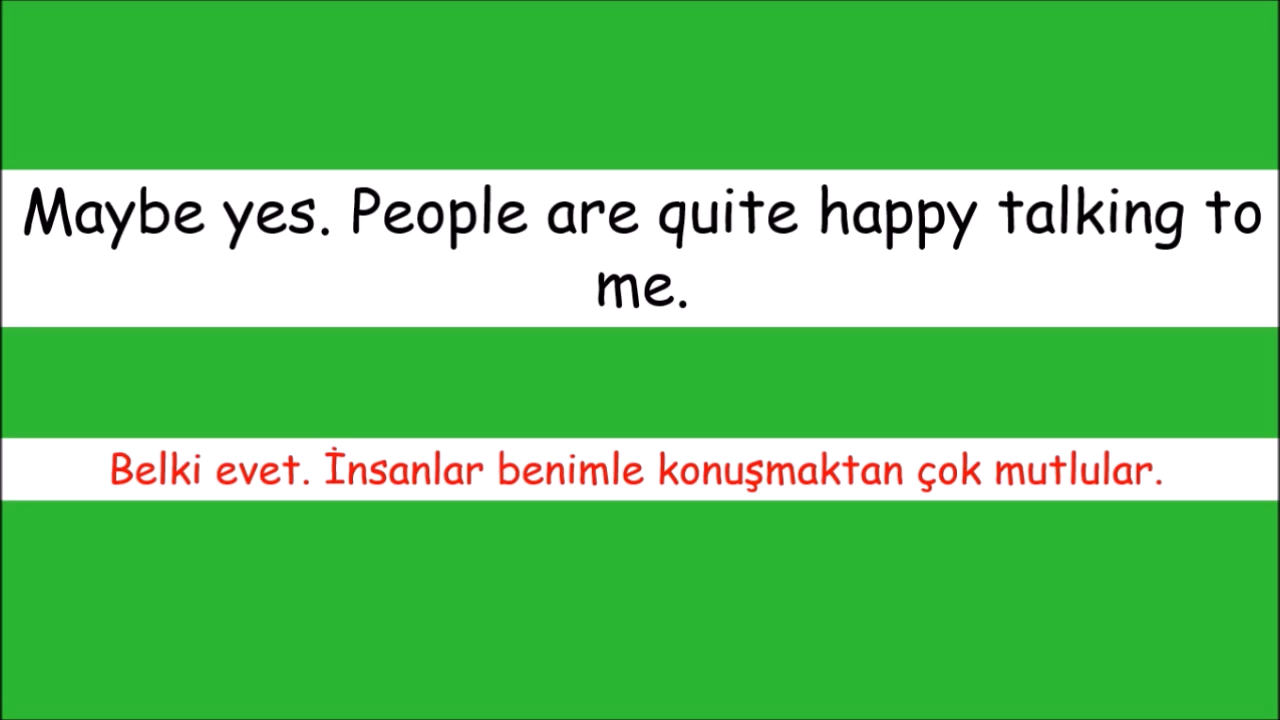 Maybe yes. People are quite happy talking to
me.
Belki evet. İnsanlar benimle konuşmaktan çok mutlular.